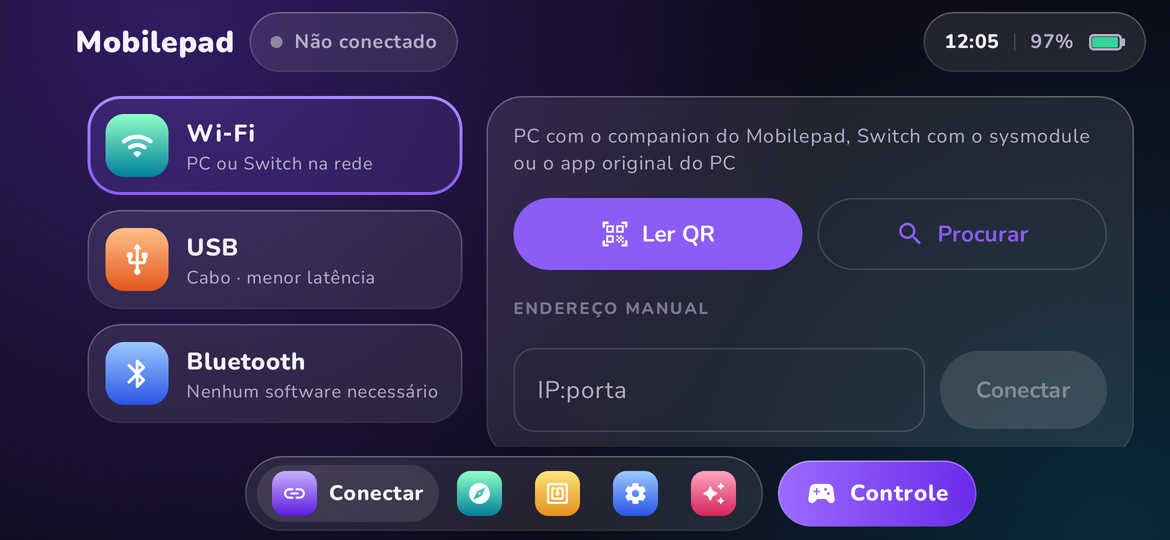 Mobilepad
Não conectado
12:05
97%
Wi-Fi
PC ou Switch na rede
USB
Cabo · menor latência
Bluetooth
Nenhum software necessário
PC com o companion do Mobilepad, Switch com o sysmodule
ou o app original do PC
Ler QR
Procurar
ENDEREÇO MANUAL
IP:porta
Conectar
Conectar
Controle